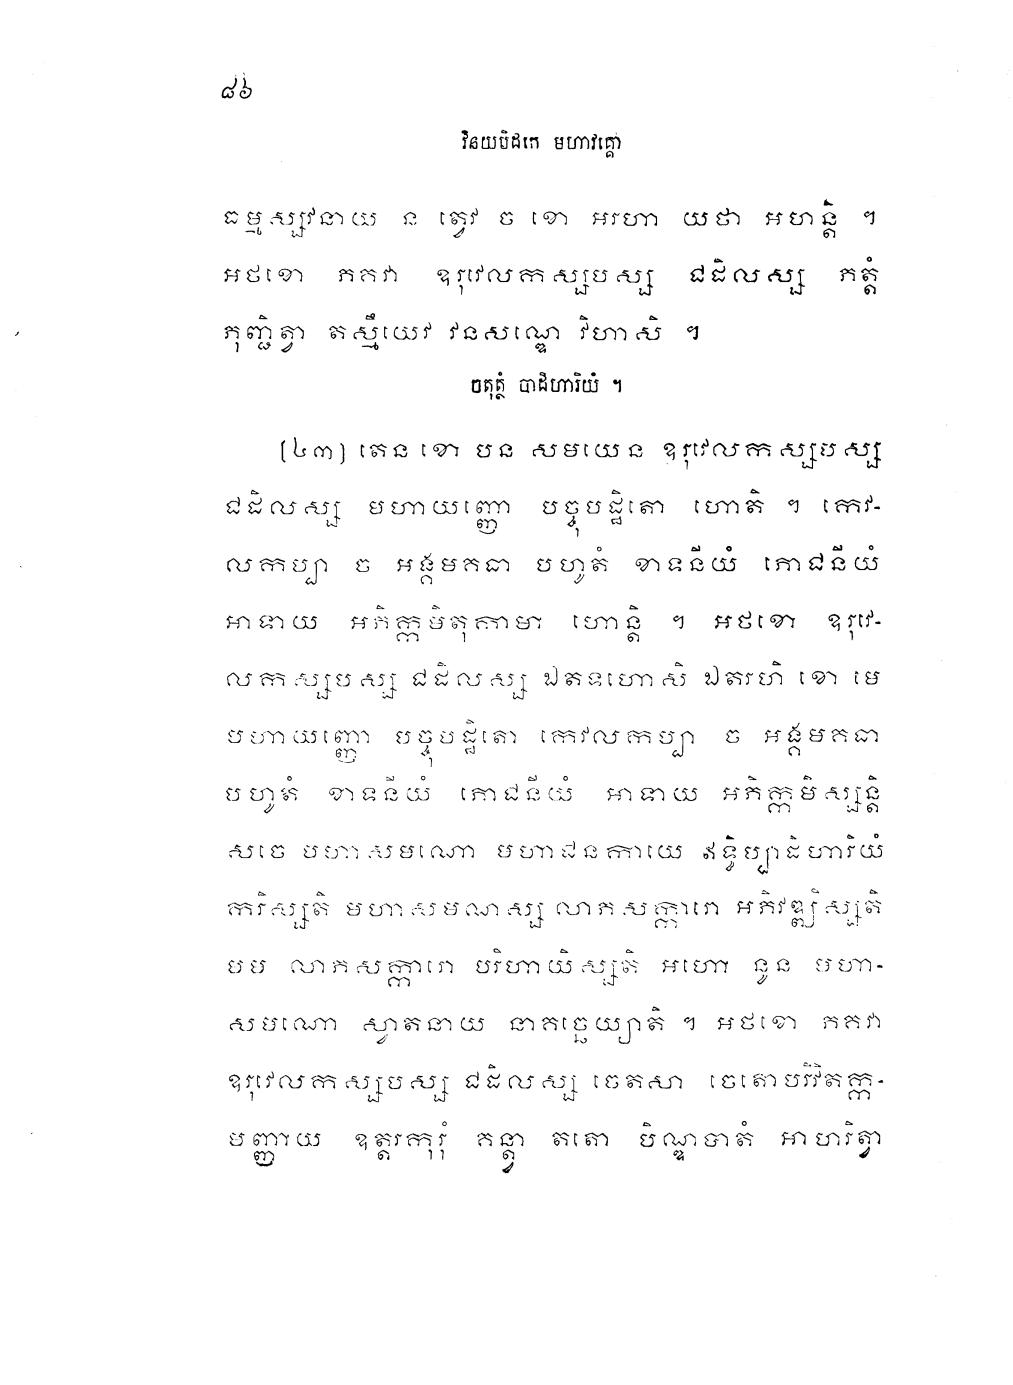 ៨៦
វិនយបិដកេ មហាវគ្គោ
ធម្មស្សវនាយ ន ត្វេវ ច ខោ អរហា យថា អហន្តិ ។
អថខោ ភគវា ឧរុវេលកស្សបស្ស ជដិលស្ស ភត្តំ
ភុញ្ជិត្វា តស្មឹយេវ វនសណ្ឌេ វិហាសិ ។
ចតុត្ថំ បាដិហារិយំ ។
(៤៣) តេន ខោ បន សមយេន ឧរុវេលកស្សបស្ស
ជដិលស្ស មហាយញ្ញោ បច្ចុបដ្ឋិតោ ហោតិ ។ កេវ-
លកប្បា ច អង្គមគធា បហូតំ ខាទនីយំ ភោជនីយំ
អាទាយ អភិក្កមិតុកាមា ហោន្តិ ។ អថខោ ឧរុវេ-
លកស្សបស្ស ជដិលស្ស ឯតទហោសិ ឯតរហិ ខោ មេ
មហាយញ្ញោ បច្ចុបដ្ឋិតោ កេវលកប្បា ច អង្គមគធា
បហូតំ ខាទនីយំ ភោជនីយំ អាទាយ អភិក្កមិស្សន្តិ
សចេ មហាសមណោ មហាជនកាយេ ឥទ្ធិប្បាដិហារិយំ
ករិស្សតិ មហាសមណស្ស លាភសក្ការោ អភិវឌ្ឍិស្សតិ
មម លាភសក្ការោ បរិហាយិស្សតិ អហោ នូន មហា-
សមណោ ស្វាតនាយ នាគច្ឆេយ្យាតិ ។ អថខោ ភគវា
ឧរុវេលកស្សបស្ស ជដិលស្ស ចេតសា ចេតោបរិវិតក្ក-
មញ្ញាយ ឧត្តរកុរុំ គន្ត្វា តតោ បិណ្ឌបាតំ អាហរិត្វា